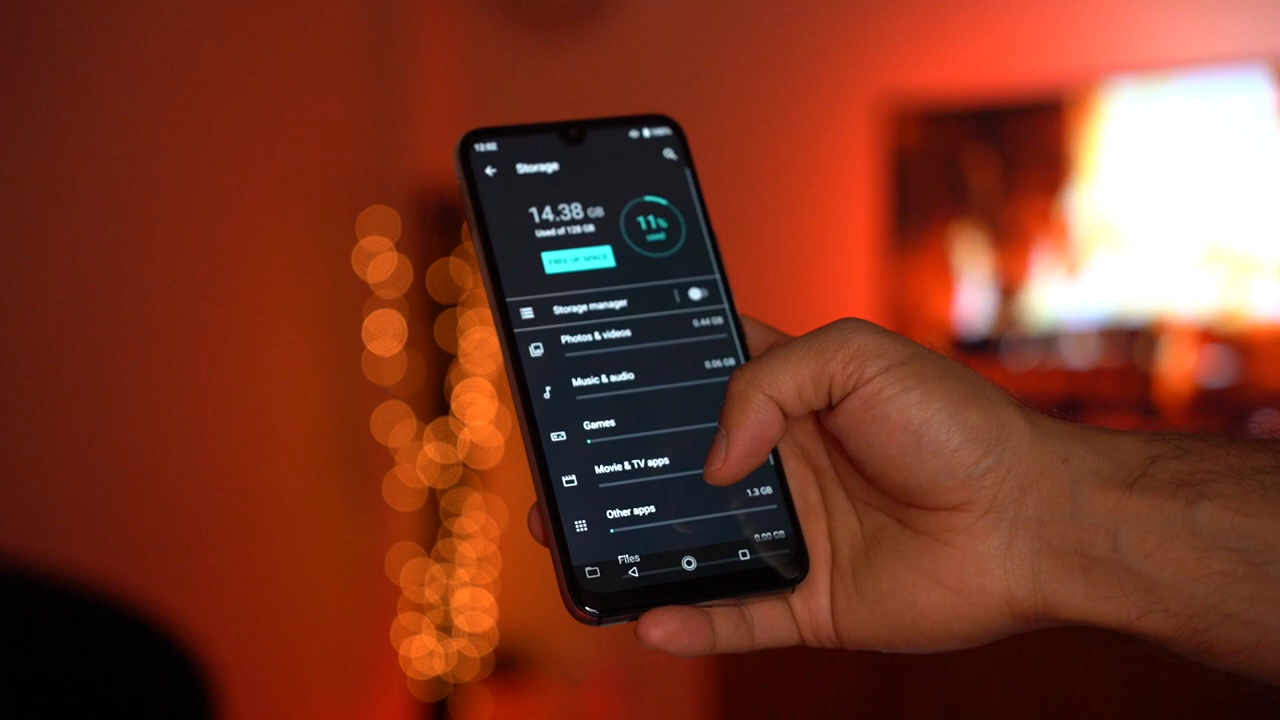 12:02
Storage
14.38 GB
Used of 128 GB
11%
used
FREE UP SPACE
Storage manager
Photos & videos
0.44 GB
Music & audio
0.06 GB
Games
Movie & TV apps
Other apps
1.3 GB
Files
0.00 GB